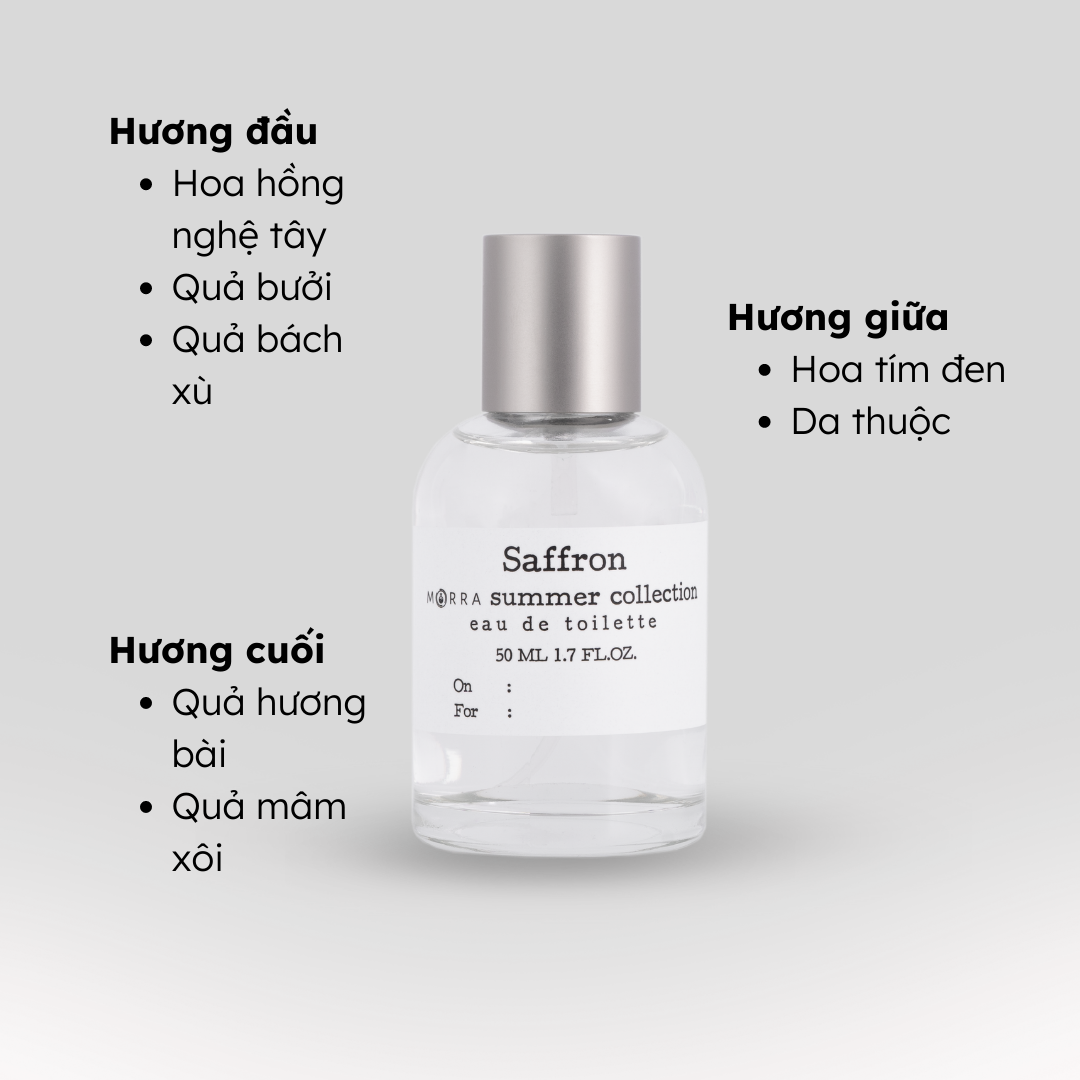 Hương đầu
• Hoa hồng
nghệ tây
• Quả bưởi
• Quả bách
xù
Hương giữa
• Hoa tím đen
• Da thuộc
Saffron
MORRA summer collection
eau de toilette
50 ML 1.7 FL.OZ.
On :
For :
Hương cuối
• Quả hương
bài
• Quả mâm
xôi